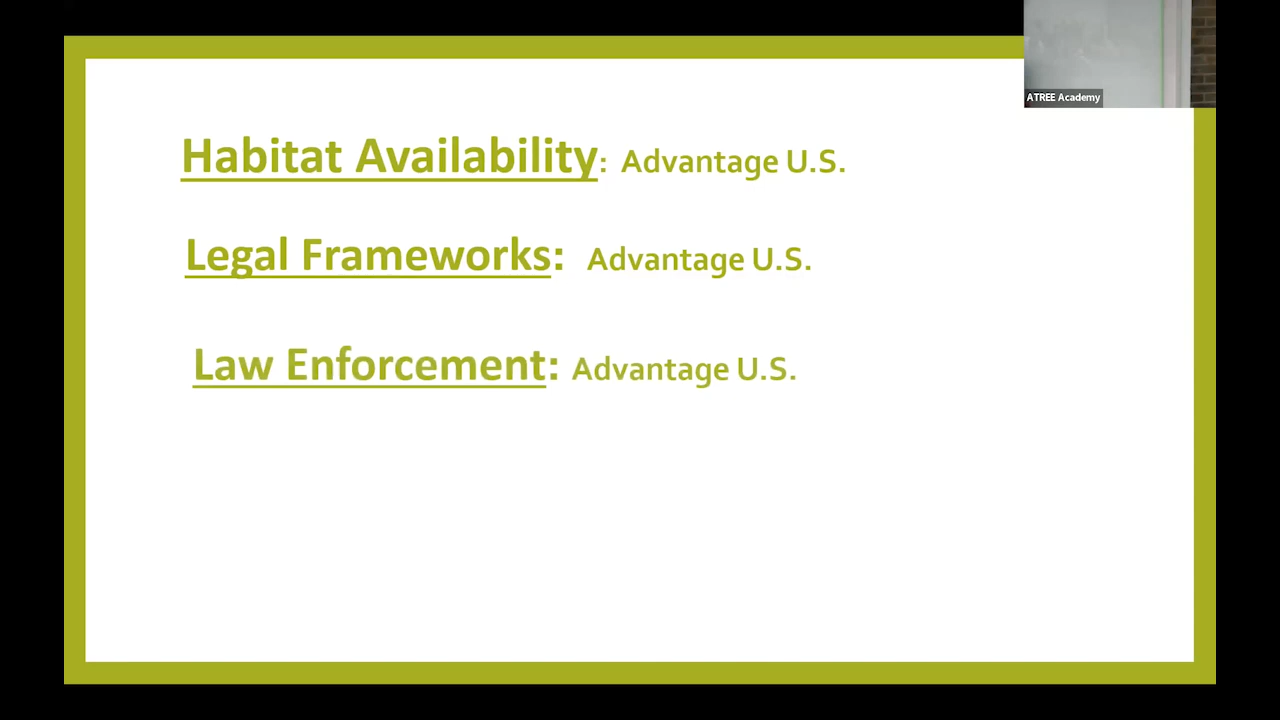 ATREE Academy
Habitat Availability: Advantage U.S.
Legal Frameworks: Advantage U.S.
Law Enforcement: Advantage U.S.